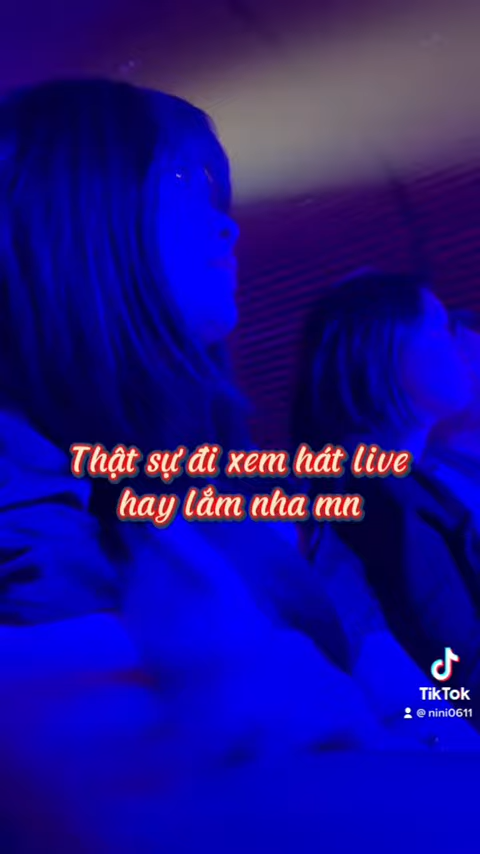 Thật sự đi xem hát live
hay lắm nha mn
TikTok
@ nini0611